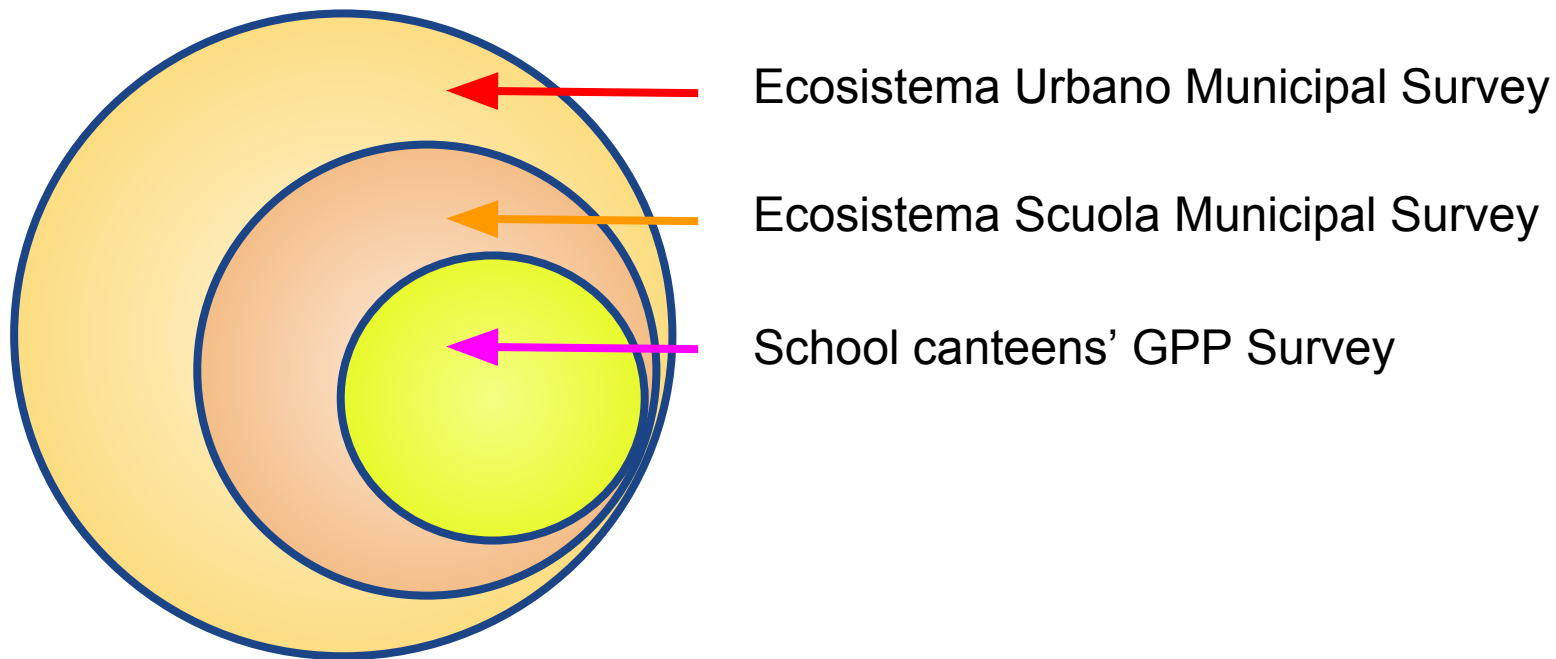 Ecosistema Urbano Municipal Survey
Ecosistema Scuola Municipal Survey
School canteens’ GPP Survey